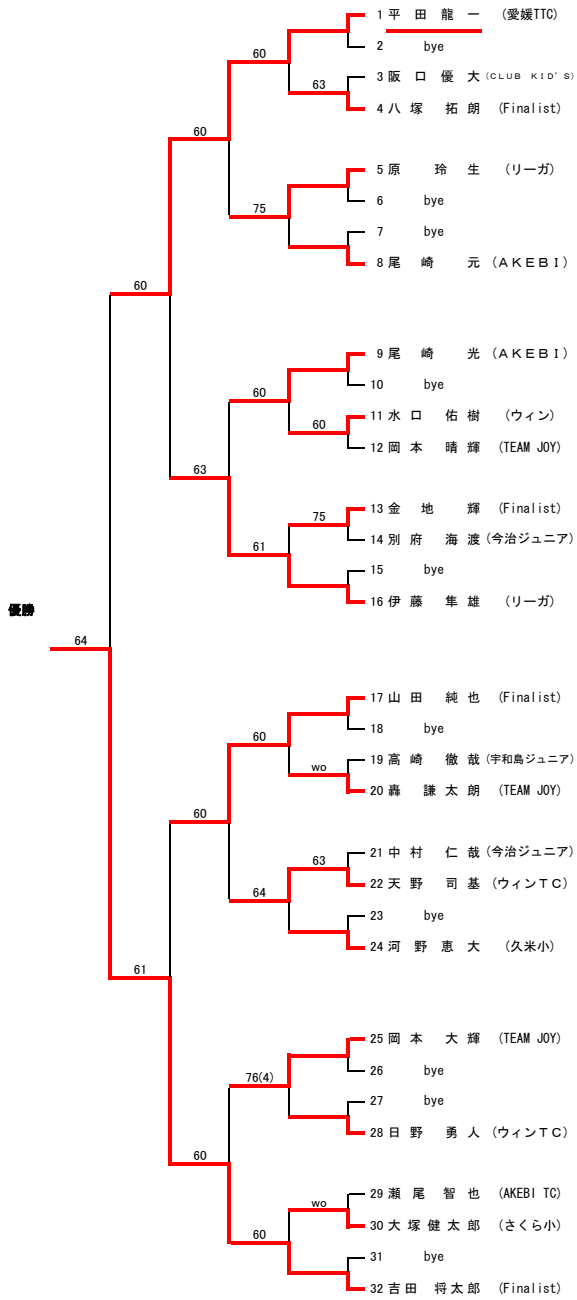 1 平 田 龍 一 (愛媛TTC)
60
2 bye
3 阪 口 優 大 (CLUB KID'S)
63
4 八 塚 拓 朗 (Finalist)
60
5 原 玲 生 (リーガ)
6 bye
75
7 bye
8 尾 崎 元 (AKEBI)
60
9 尾 崎 光 (AKEBI)
10 bye
60
11 水 口 佑 樹 (ウィン)
60
12 岡 本 晴 輝 (TEAM JOY)
63
13 金 地 輝 (Finalist)
75
14 別 府 海 渡 (今治ジュニア)
61
15 bye
16 伊 藤 隼 雄 (リーガ)
優勝
64
17 山 田 純 也 (Finalist)
18 bye
60
19 高 崎 徹 哉 (宇和島ジュニア)
wo
20 轟 謙 太 朗 (TEAM JOY)
60
21 中 村 仁 哉 (今治ジュニア)
63
22 天 野 司 基 (ウィンTC)
64
23 bye
24 河 野 恵 大 (久米小)
61
25 岡 本 大 輝 (TEAM JOY)
26 bye
76(4)
27 bye
28 日 野 勇 人 (ウィンTC)
60
29 瀬 尾 智 也 (AKEBI TC)
wo
30 大 塚 健 太 郎 (さくら小)
60
31 bye
32 吉 田 将太郎 (Finalist)